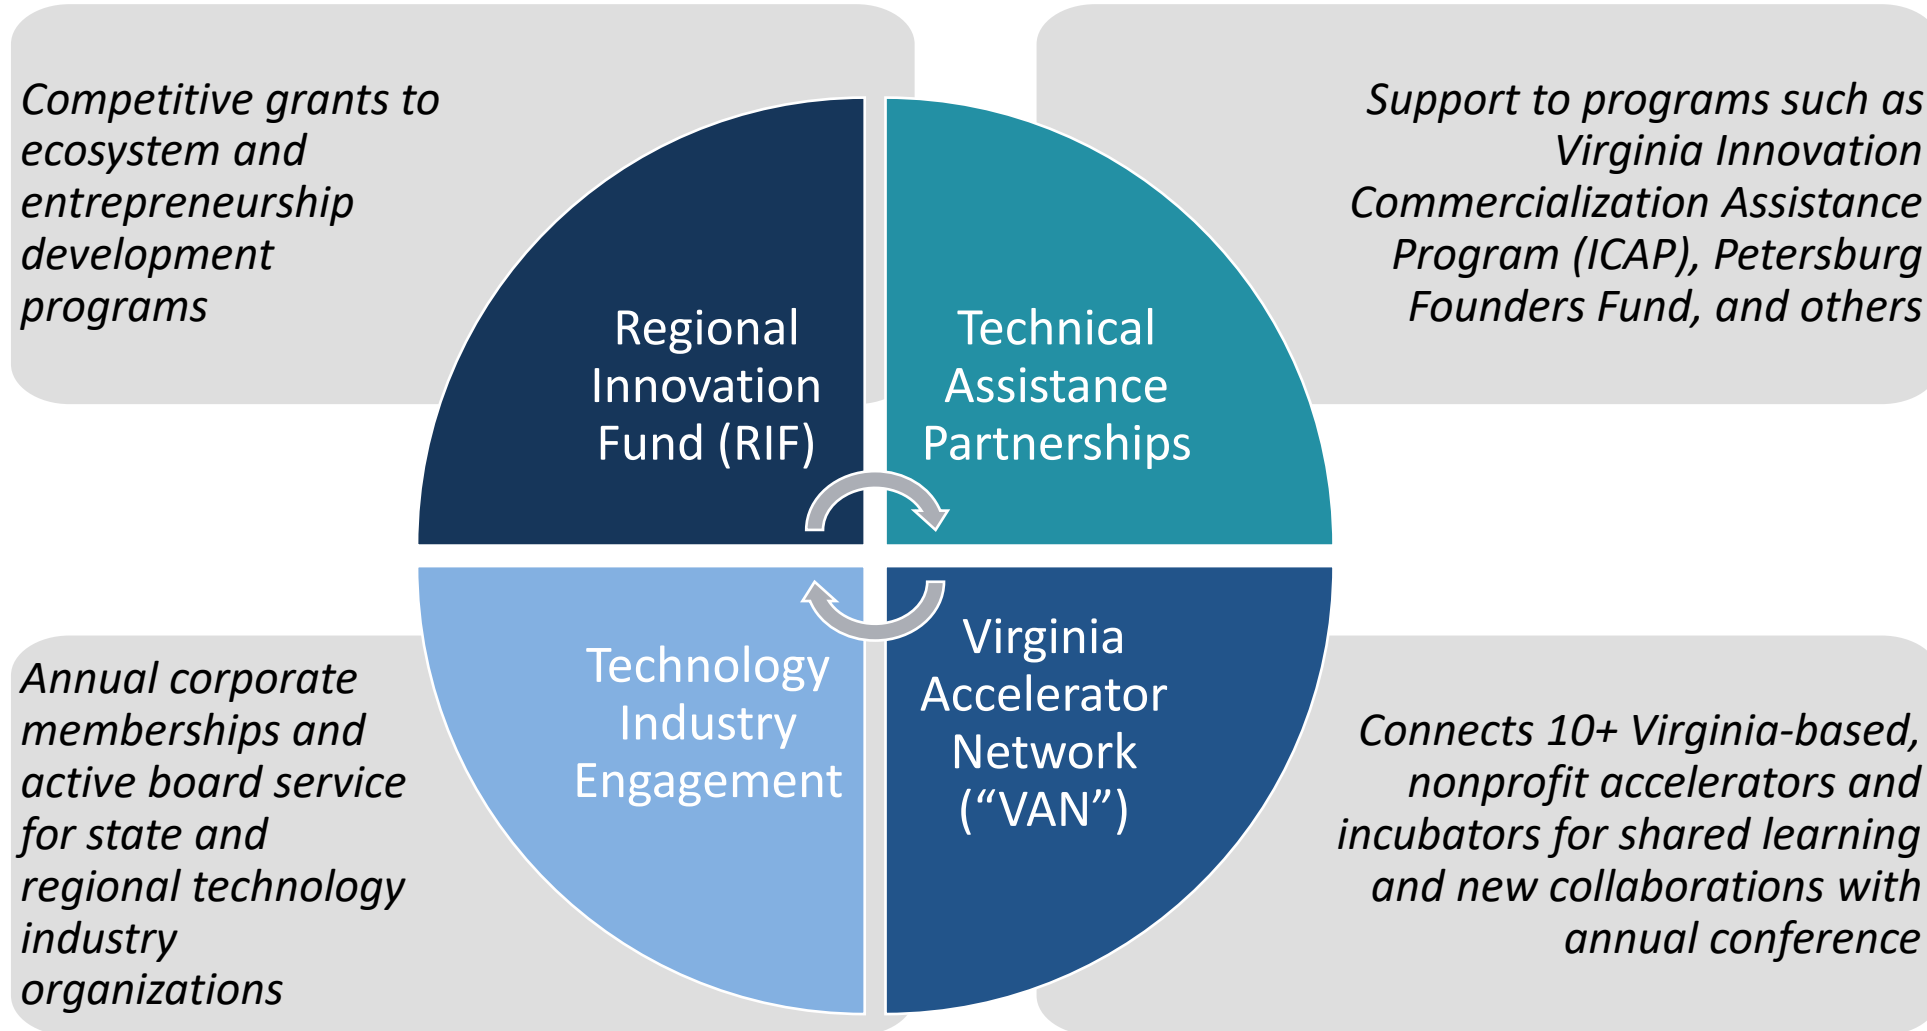 Competitive grants to
ecosystem and
entrepreneurship
development
programs
Regional
Innovation
Fund (RIF)
Support to programs such as
Virginia Innovation
Commercialization Assistance
Program (ICAP), Petersburg
Founders Fund, and others
Technical
Assistance
Partnerships
Annual corporate
memberships and
active board service
for state and
regional technology
industry
organizations
Technology
Industry
Engagement
Virginia
Accelerator
Network
(“VAN”)
Connects 10+ Virginia-based,
nonprofit accelerators and
incubators for shared learning
and new collaborations with
annual conference